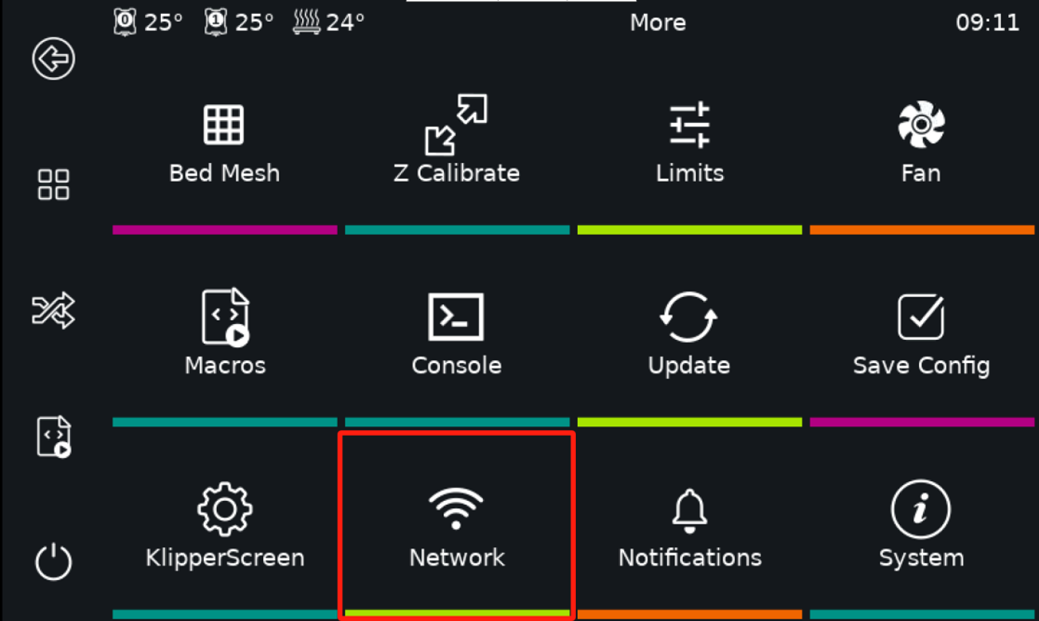 0 25° 1 25° 24° More 09:11
Bed Mesh Z Calibrate Limits Fan
Macros Console Update Save Config
KlipperScreen Network Notifications System